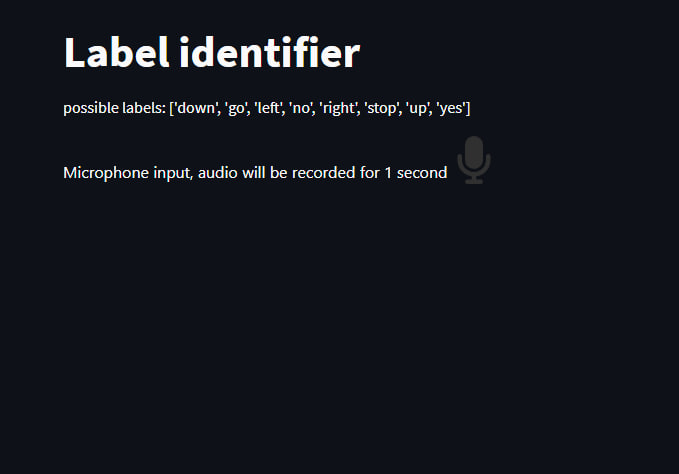 Label identifier
possible labels: ['down', 'go', 'left', 'no', 'right', 'stop', 'up', 'yes']
Microphone input, audio will be recorded for 1 second